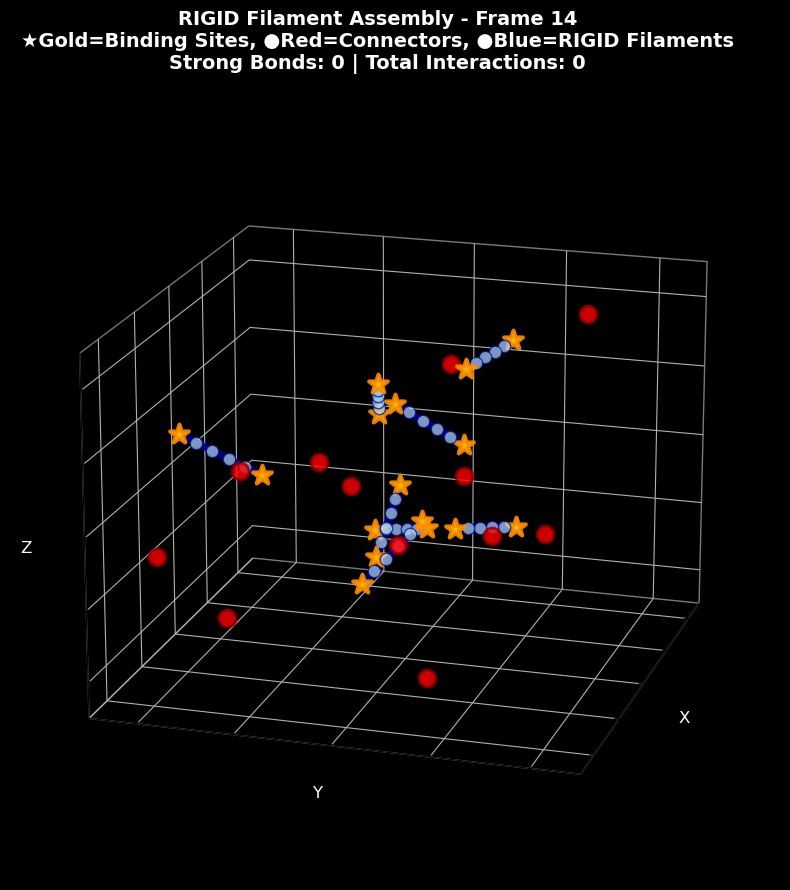 RIGID Filament Assembly - Frame 14
★Gold=Binding Sites, ●Red=Connectors, ●Blue=RIGID Filaments
Strong Bonds: 0 | Total Interactions: 0
Z
X
Y